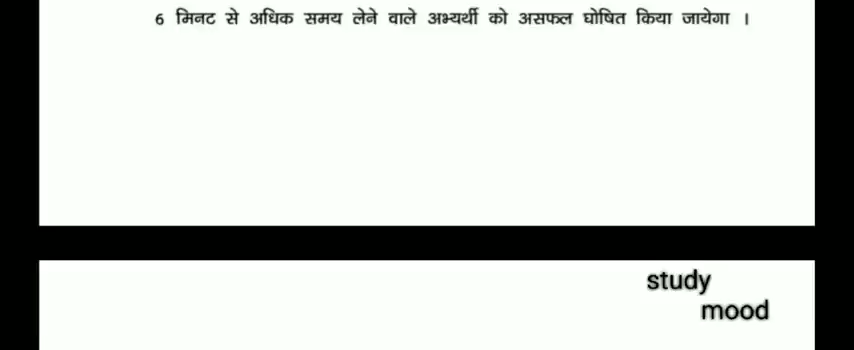 6 मिनट से अधिक समय लेने वाले अभ्यर्थी को असफल घोषित किया जायेगा ।
study
mood